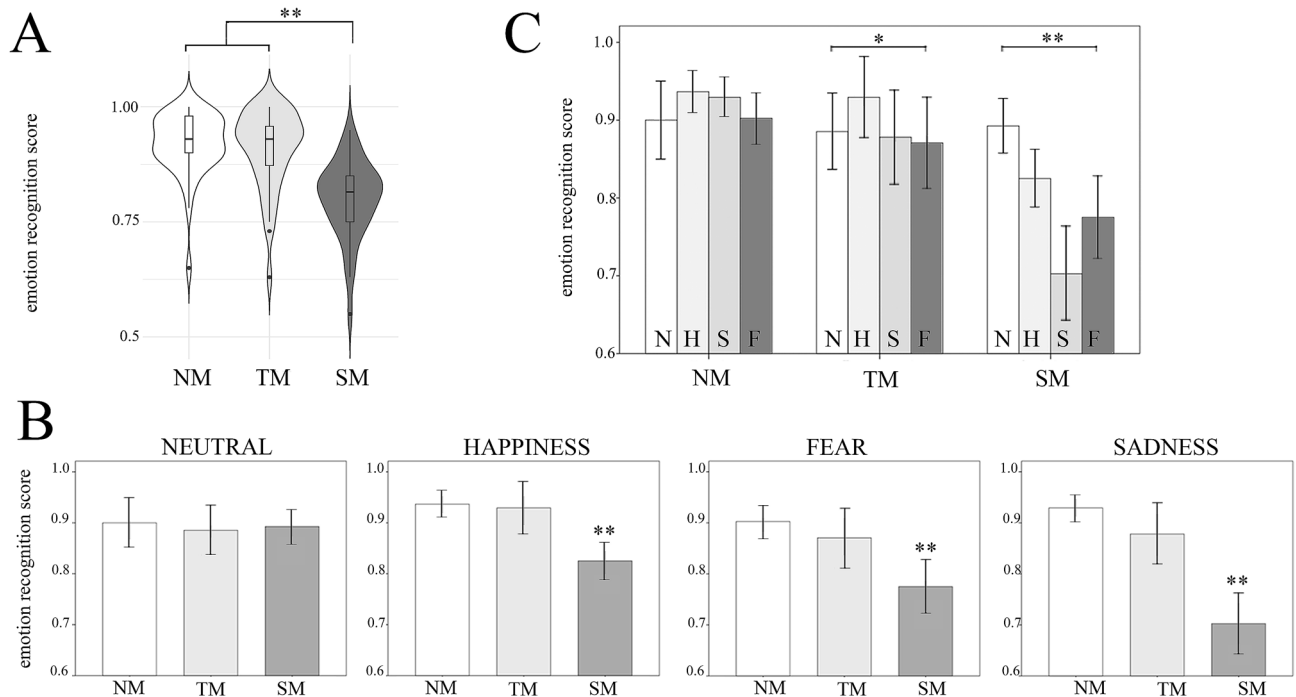 A
**
emotion recognition score
1.00
0.75
0.5
NM TM SM
C
* **
emotion recognition score
1.0
0.9
0.8
0.7
0.6
N H S F N H S F N H S F
NM TM SM
B
NEUTRAL HAPPINESS FEAR SADNESS
emotion recognition score
1.0 1.0 1.0 1.0
0.9 0.9 0.9 0.9
** ** **
0.8 0.8 0.8 0.8
0.7 0.7 0.7 0.7
0.6 0.6 0.6 0.6
NM TM SM NM TM SM NM TM SM NM TM SM